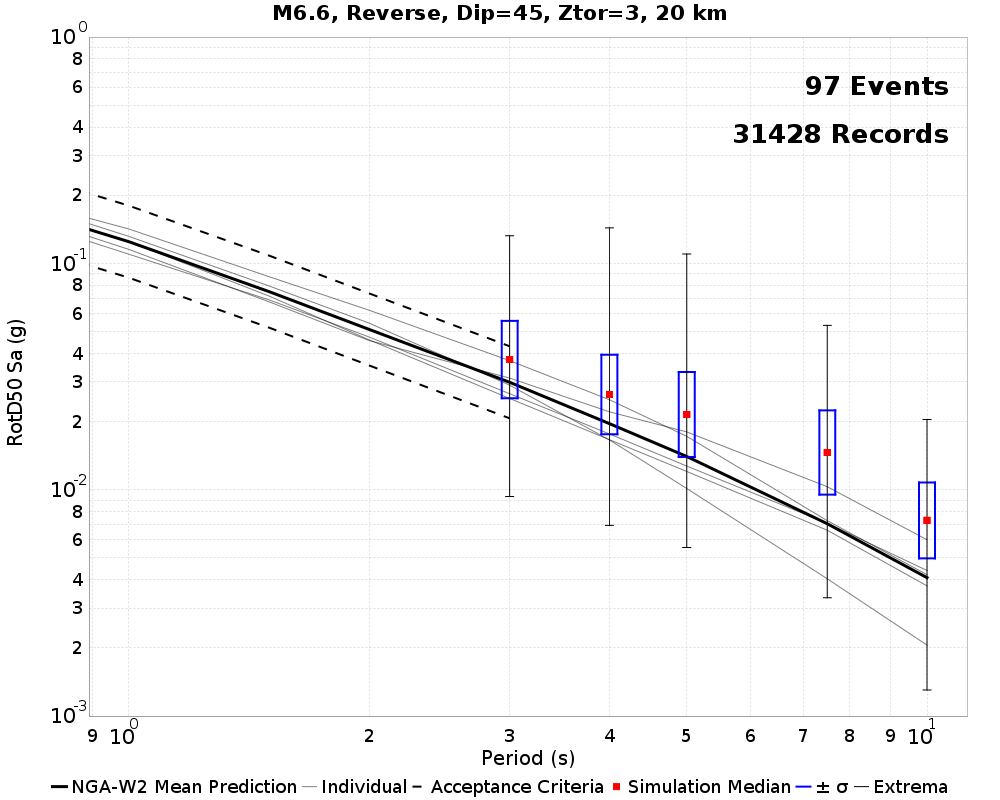 M6.6, Reverse, Dip=45, Ztor=3, 20 km
97 Events
31428 Records
10^0
8
6
4
3
2
10^-1
8
6
4
3
2
10^-2
8
6
4
3
2
10^-3
RotD50 Sa (g)
9 10^0 2 3 4 5 6 7 8 9 10^1
Period (s)
NGA-W2 Mean Prediction Individual Acceptance Criteria Simulation Median ± σ Extrema